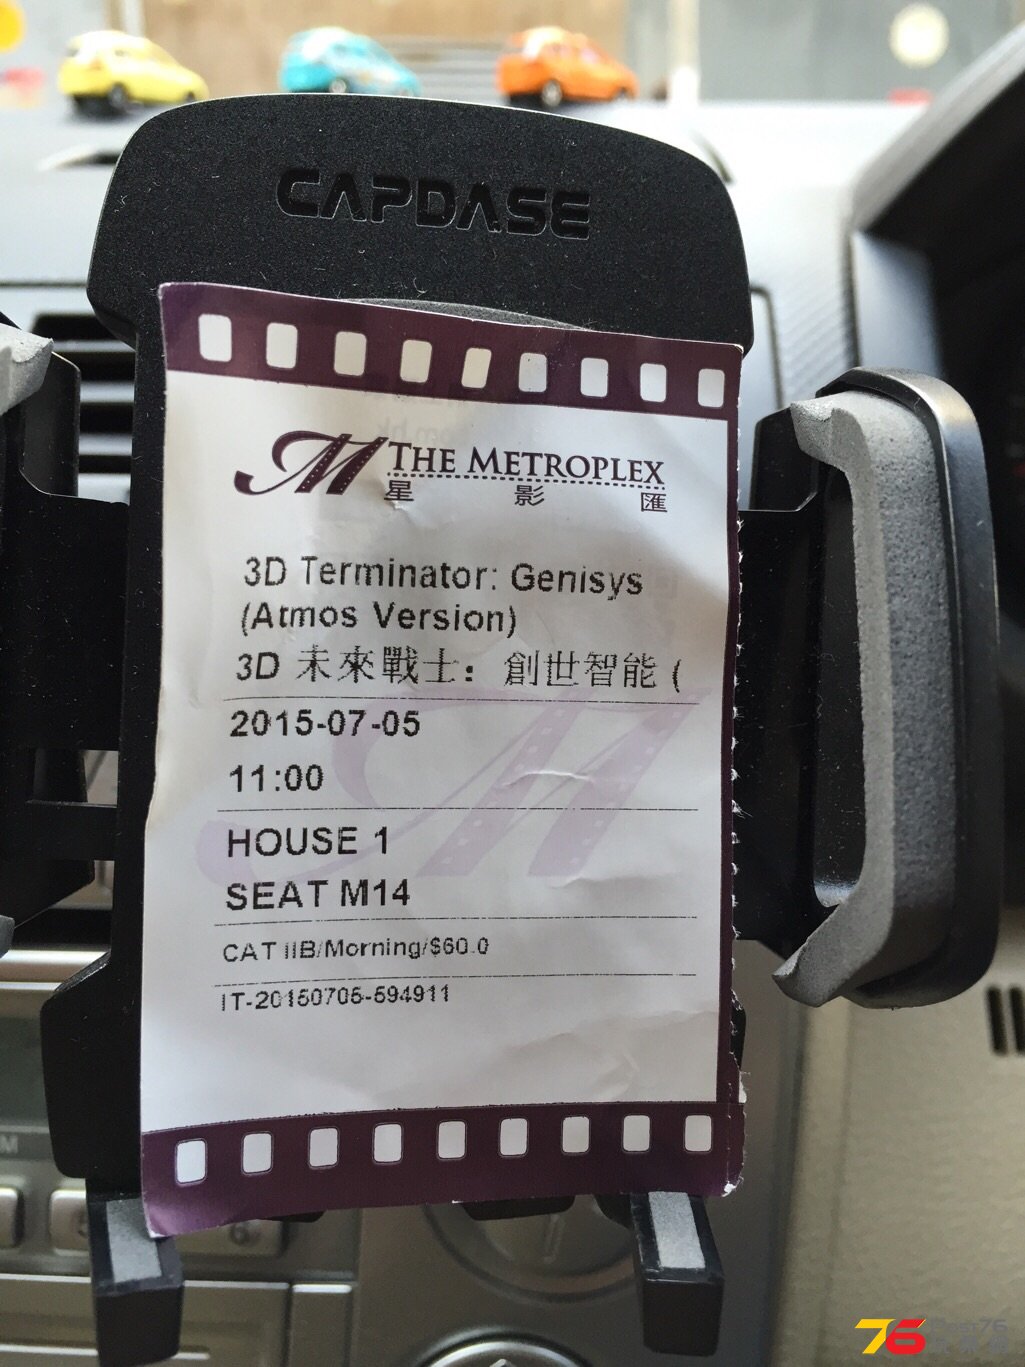 CAPDASE
THE METROPLEX
星影匯
3D Terminator: Genisys
(Atmos Version)
3D 未來戰士: 創世智能 (
2015-07-05
11:00
HOUSE 1
SEAT M14
CAT IIB/Morning/$60.0
IT-20150705-594911
76
Post76